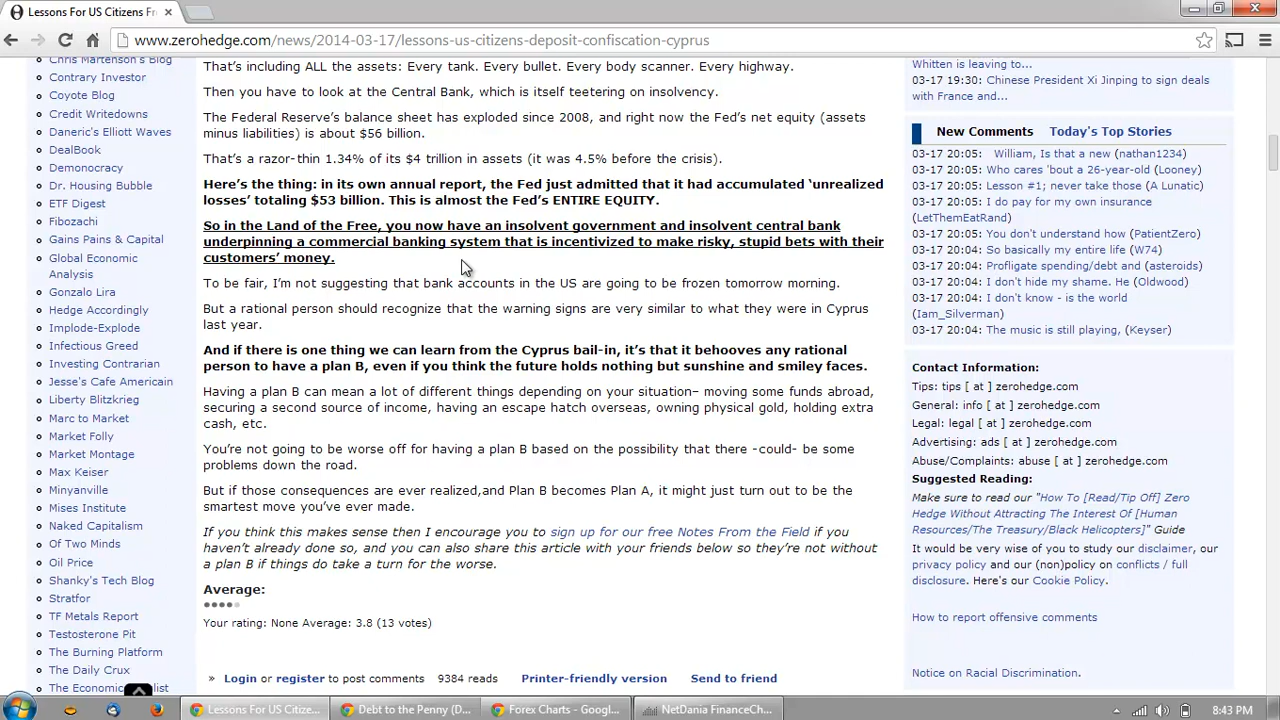 Lessons For US Citizens Fr
www.zerohedge.com/news/2014-03-17/lessons-us-citizens-deposit-confiscation-cyprus
Chris Martenson's Blog
Contrary Investor
Coyote Blog
Credit Writedowns
Daneric's Elliott Waves
DealBook
Demonocracy
Dr. Housing Bubble
ETF Digest
Fibozachi
Gains Pains & Capital
Global Economic
Analysis
Gonzalo Lira
Hedge Accordingly
Implode-Explode
Infectious Greed
Investing Contrarian
Jesse's Cafe Americain
Liberty Blitzkrieg
Marc to Market
Market Folly
Market Montage
Max Keiser
Minyanville
Mises Institute
Naked Capitalism
Of Two Minds
Oil Price
Shanky's Tech Blog
Stratfor
TF Metals Report
Testosterone Pit
The Burning Platform
The Daily Crux
The Economic list
That's including ALL the assets: Every tank. Every bullet. Every body scanner. Every highway.
Then you have to look at the Central Bank, which is itself teetering on insolvency.
The Federal Reserve's balance sheet has exploded since 2008, and right now the Fed's net equity (assets
minus liabilities) is about $56 billion.
That's a razor-thin 1.34% of its $4 trillion in assets (it was 4.5% before the crisis).
Here's the thing: in its own annual report, the Fed just admitted that it had accumulated 'unrealized
losses' totaling $53 billion. This is almost the Fed's ENTIRE EQUITY.
So in the Land of the Free, you now have an insolvent government and insolvent central bank
underpinning a commercial banking system that is incentivized to make risky, stupid bets with their
customers' money.
To be fair, I'm not suggesting that bank accounts in the US are going to be frozen tomorrow morning.
But a rational person should recognize that the warning signs are very similar to what they were in Cyprus
last year.
And if there is one thing we can learn from the Cyprus bail-in, it's that it behooves any rational
person to have a plan B, even if you think the future holds nothing but sunshine and smiley faces.
Having a plan B can mean a lot of different things depending on your situation– moving some funds abroad,
securing a second source of income, having an escape hatch overseas, owning physical gold, holding extra
cash, etc.
You're not going to be worse off for having a plan B based on the possibility that there -could- be some
problems down the road.
But if those consequences are ever realized,and Plan B becomes Plan A, it might just turn out to be the
smartest move you've ever made.
If you think this makes sense then I encourage you to sign up for our free Notes From the Field if you
haven't already done so, and you can also share this article with your friends below so they're not without
a plan B if things do take a turn for the worse.
Average:
Your rating: None Average: 3.8 (13 votes)
» Login or register to post comments 9384 reads Printer-friendly version Send to friend
Whitten is leaving to...
03-17 19:30: Chinese President Xi Jinping to sign deals
with France and...
New Comments Today's Top Stories
03-17 20:05: William, Is that a new (nathan1234)
03-17 20:05: Who cares 'bout a 26-year-old (Looney)
03-17 20:05: Lesson #1; never take those (A Lunatic)
03-17 20:05: I do pay for my own insurance
(LetThemEatRand)
03-17 20:05: You don't understand how (PatientZero)
03-17 20:04: So basically my entire life (W74)
03-17 20:04: Profligate spending/debt and (asteroids)
03-17 20:04: I don't hide my shame. He (Oldwood)
03-17 20:04: I don't know - is the world
(Iam_Silverman)
03-17 20:04: The music is still playing, (Keyser)
Contact Information:
Tips: tips [ at ] zerohedge.com
General: info [ at ] zerohedge.com
Legal: legal [ at ] zerohedge.com
Advertising: ads [ at ] zerohedge.com
Abuse/Complaints: abuse [ at ] zerohedge.com
Suggested Reading:
Make sure to read our "How To [Read/Tip Off] Zero
Hedge Without Attracting The Interest Of [Human
Resources/The Treasury/Black Helicopters]" Guide
It would be very wise of you to study our disclaimer, our
privacy policy and our (non)policy on conflicts / full
disclosure. Here's our Cookie Policy.
How to report offensive comments
Notice on Racial Discrimination.
Lessons For US Citize...
Debt to the Penny (D...
Forex Charts - Googl...
NetDania FinanceCh...
8:43 PM